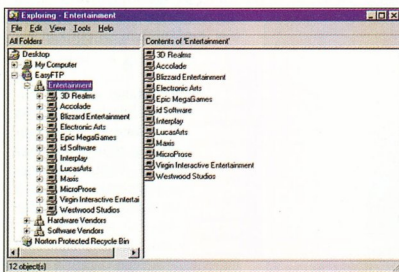 Exploring - Entertainment
File Edit View Tools Help
All Folders
Contents of 'Entertainment'
Desktop
My Computer
EasyFTP
Entertainment
3D Realms
Accolade
Blizzard Entertainment
Electronic Arts
Epic MegaGames
id Software
Interplay
LucasArts
Maxis
MicroProse
Virgin Interactive Entertai
Westwood Studios
Hardware Vendors
Software Vendors
Norton Protected Recycle Bin
3D Realms
Accolade
Blizzard Entertainment
Electronic Arts
Epic MegaGames
id Software
Interplay
LucasArts
Maxis
MicroProse
Virgin Interactive Entertainment
Westwood Studios
12 object(s)